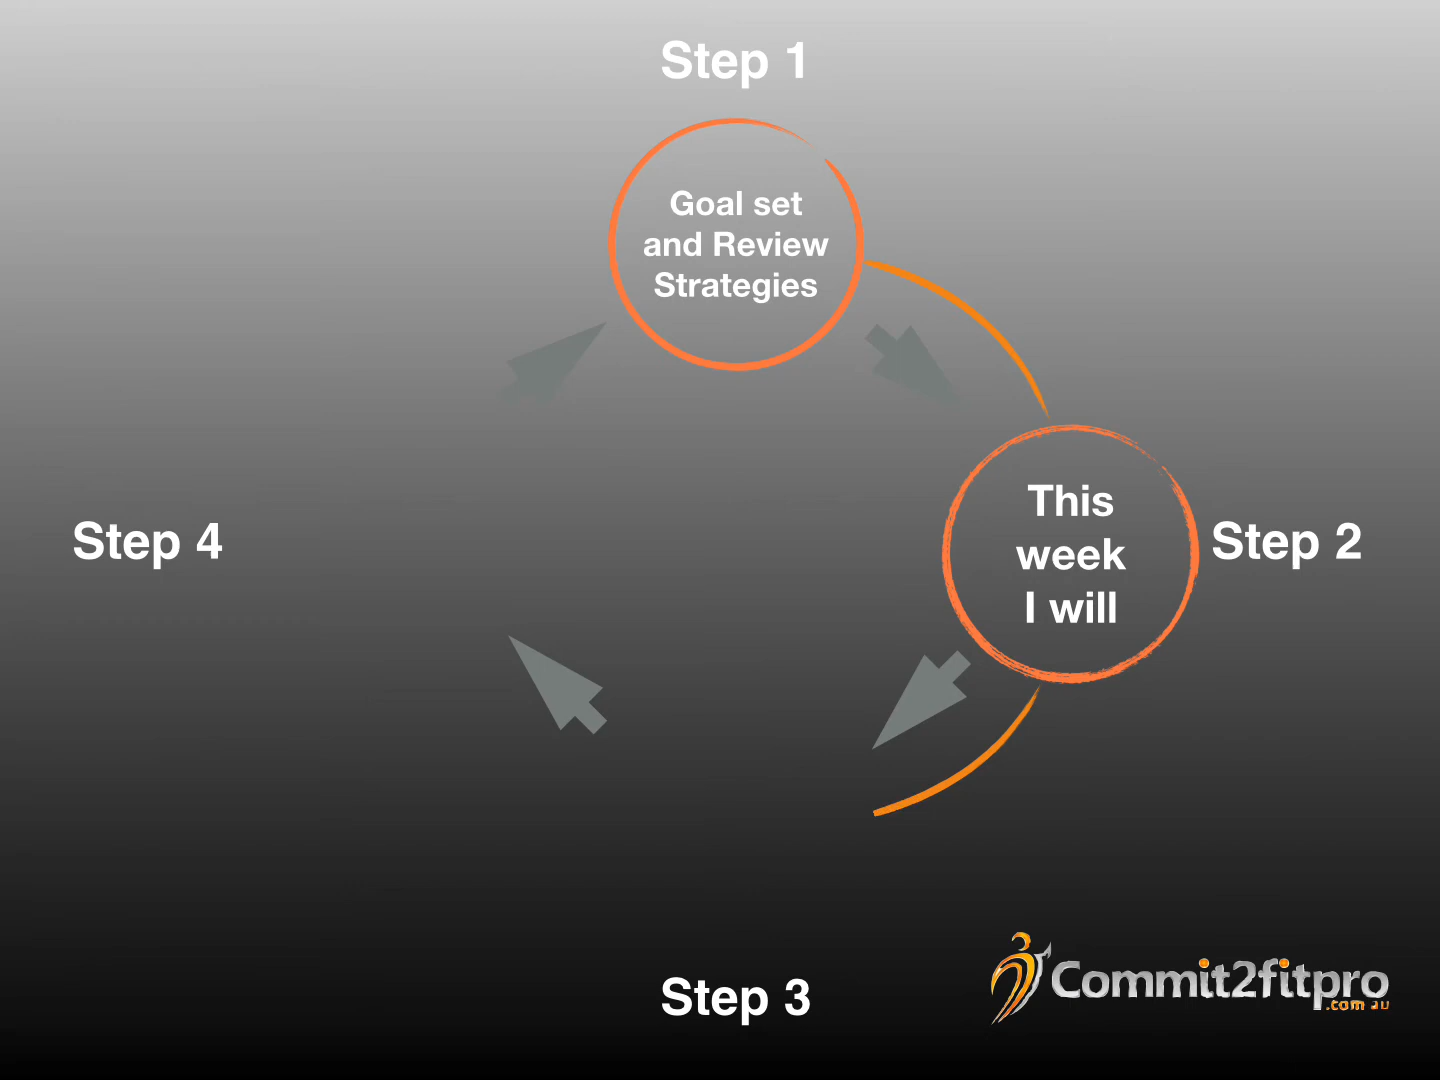 Step 1
Goal set
and Review
Strategies
This
week
I will
Step 2
Step 4
Step 3
Commit2fitpro
.com.au